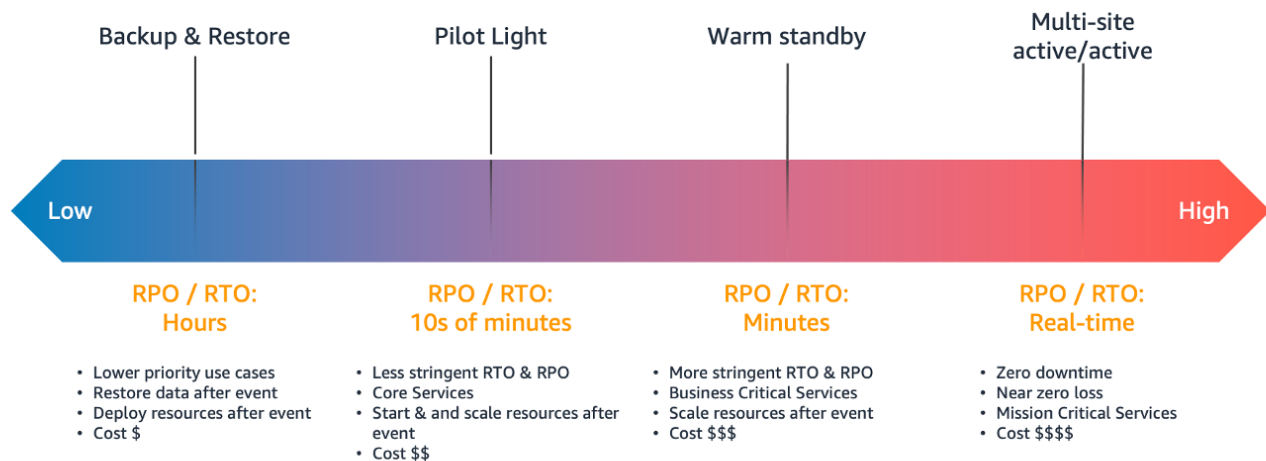 Backup & Restore
Pilot Light
Warm standby
Multi-site
active/active
Low
High
RPO / RTO:
Hours
RPO / RTO:
10s of minutes
RPO / RTO:
Minutes
RPO / RTO:
Real-time
• Lower priority use cases
• Restore data after event
• Deploy resources after event
• Cost $
• Less stringent RTO & RPO
• Core Services
• Start & and scale resources after
event
• Cost $$
• More stringent RTO & RPO
• Business Critical Services
• Scale resources after event
• Cost $$$
• Zero downtime
• Near zero loss
• Mission Critical Services
• Cost $$$$